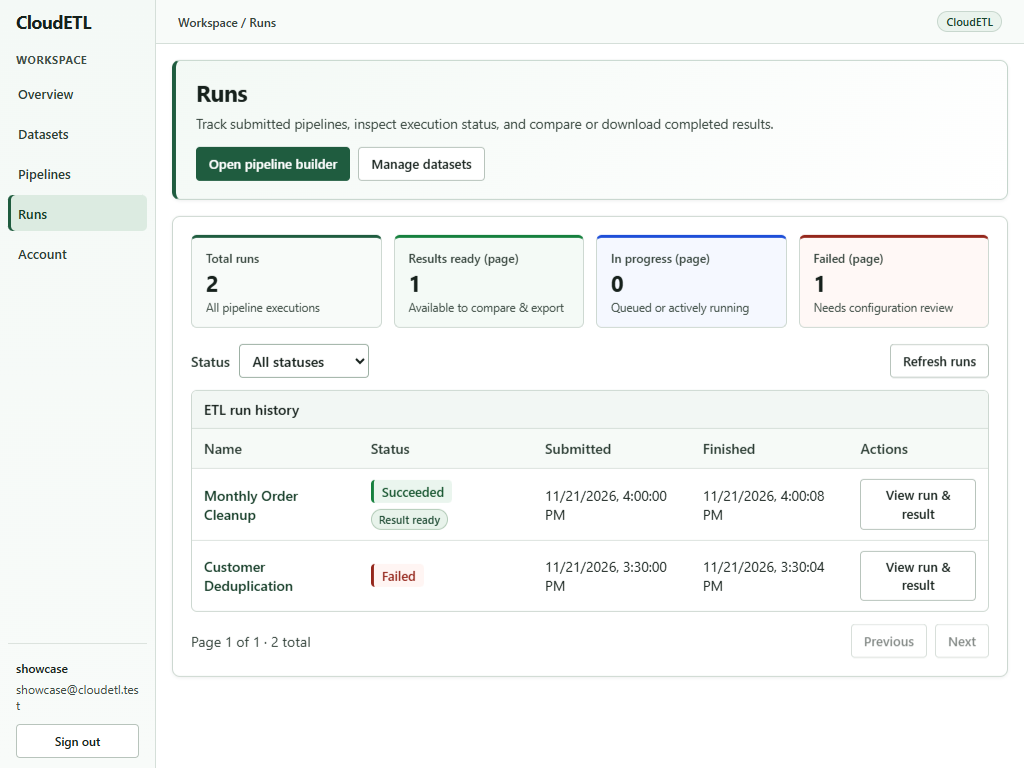 CloudETL
WORKSPACE
Overview
Datasets
Pipelines
Runs
Account
showcase
showcase@cloudetl.tes
t
Sign out
Workspace / Runs
CloudETL
Runs
Track submitted pipelines, inspect execution status, and compare or download completed results.
Open pipeline builder
Manage datasets
Total runs
2
All pipeline executions
Results ready (page)
1
Available to compare & export
In progress (page)
0
Queued or actively running
Failed (page)
1
Needs configuration review
Status
All statuses
Refresh runs
ETL run history
Name Status Submitted Finished Actions
Monthly Order
Cleanup
Succeeded
Result ready
11/21/2026, 4:00:00
PM
11/21/2026, 4:00:08
PM
View run &
result
Customer
Deduplication
Failed
11/21/2026, 3:30:00
PM
11/21/2026, 3:30:04
PM
View run &
result
Page 1 of 1 · 2 total
Previous
Next